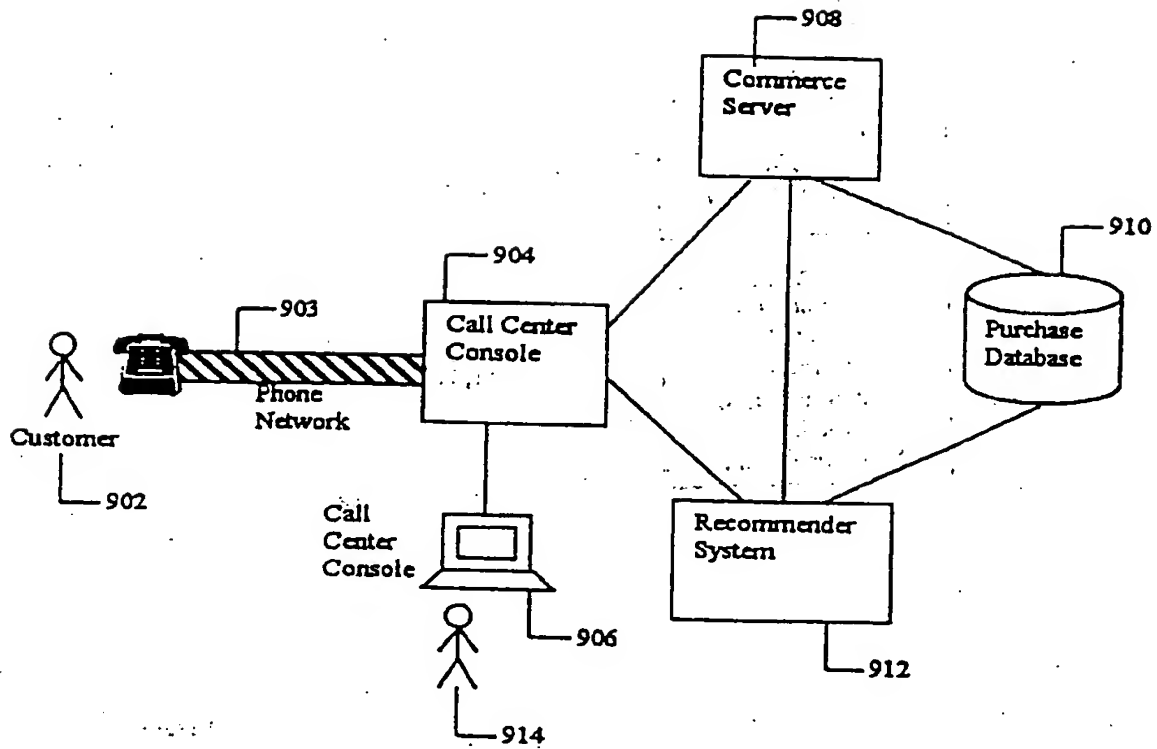 908
Commerce
Server
910
Purchase
Database
904
Call Center
Console
903
Phone
Network
Customer
902
Call
Center
Console
906
914
Recommender
System
912